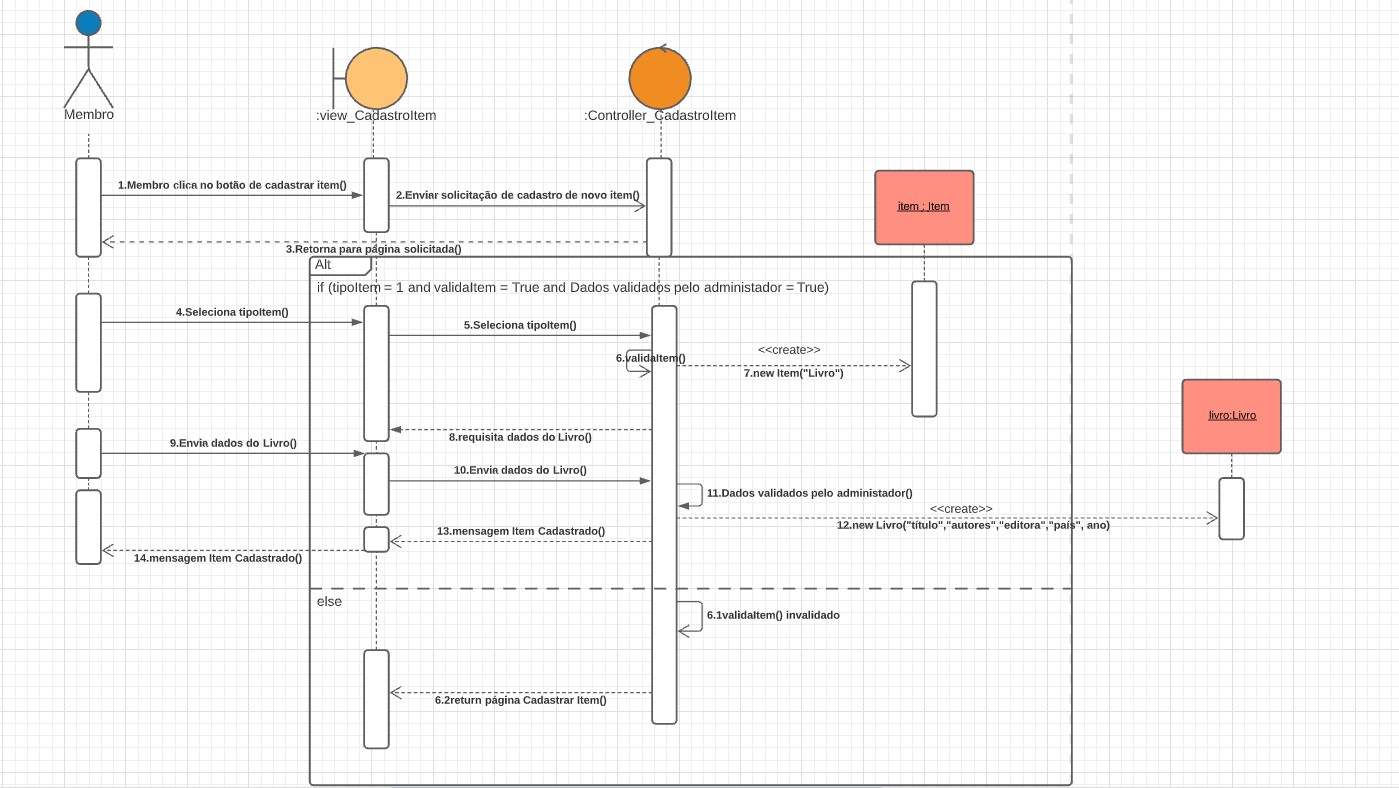 Membro
:view_CadastroItem
:Controller_CadastroItem
1.Membro clica no botão de cadastrar item()
2.Enviar solicitação de cadastro de novo item()
item : Item
3.Retorna para página solicitada()
Alt
if (tipoItem = 1 and validaItem = True and Dados validados pelo administador = True)
4.Seleciona tipoItem()
5.Seleciona tipoItem()
6.validaItem()
<<create>>
7.new Item("Livro")
livro:Livro
8.requisita dados do Livro()
9.Envia dados do Livro()
10.Envia dados do Livro()
11.Dados validados pelo administador()
<<create>>
12.new Livro("título","autores","editora","país", ano)
13.mensagem Item Cadastrado()
14.mensagem Item Cadastrado()
else
6.1validaItem() invalidado
6.2return página Cadastrar Item()